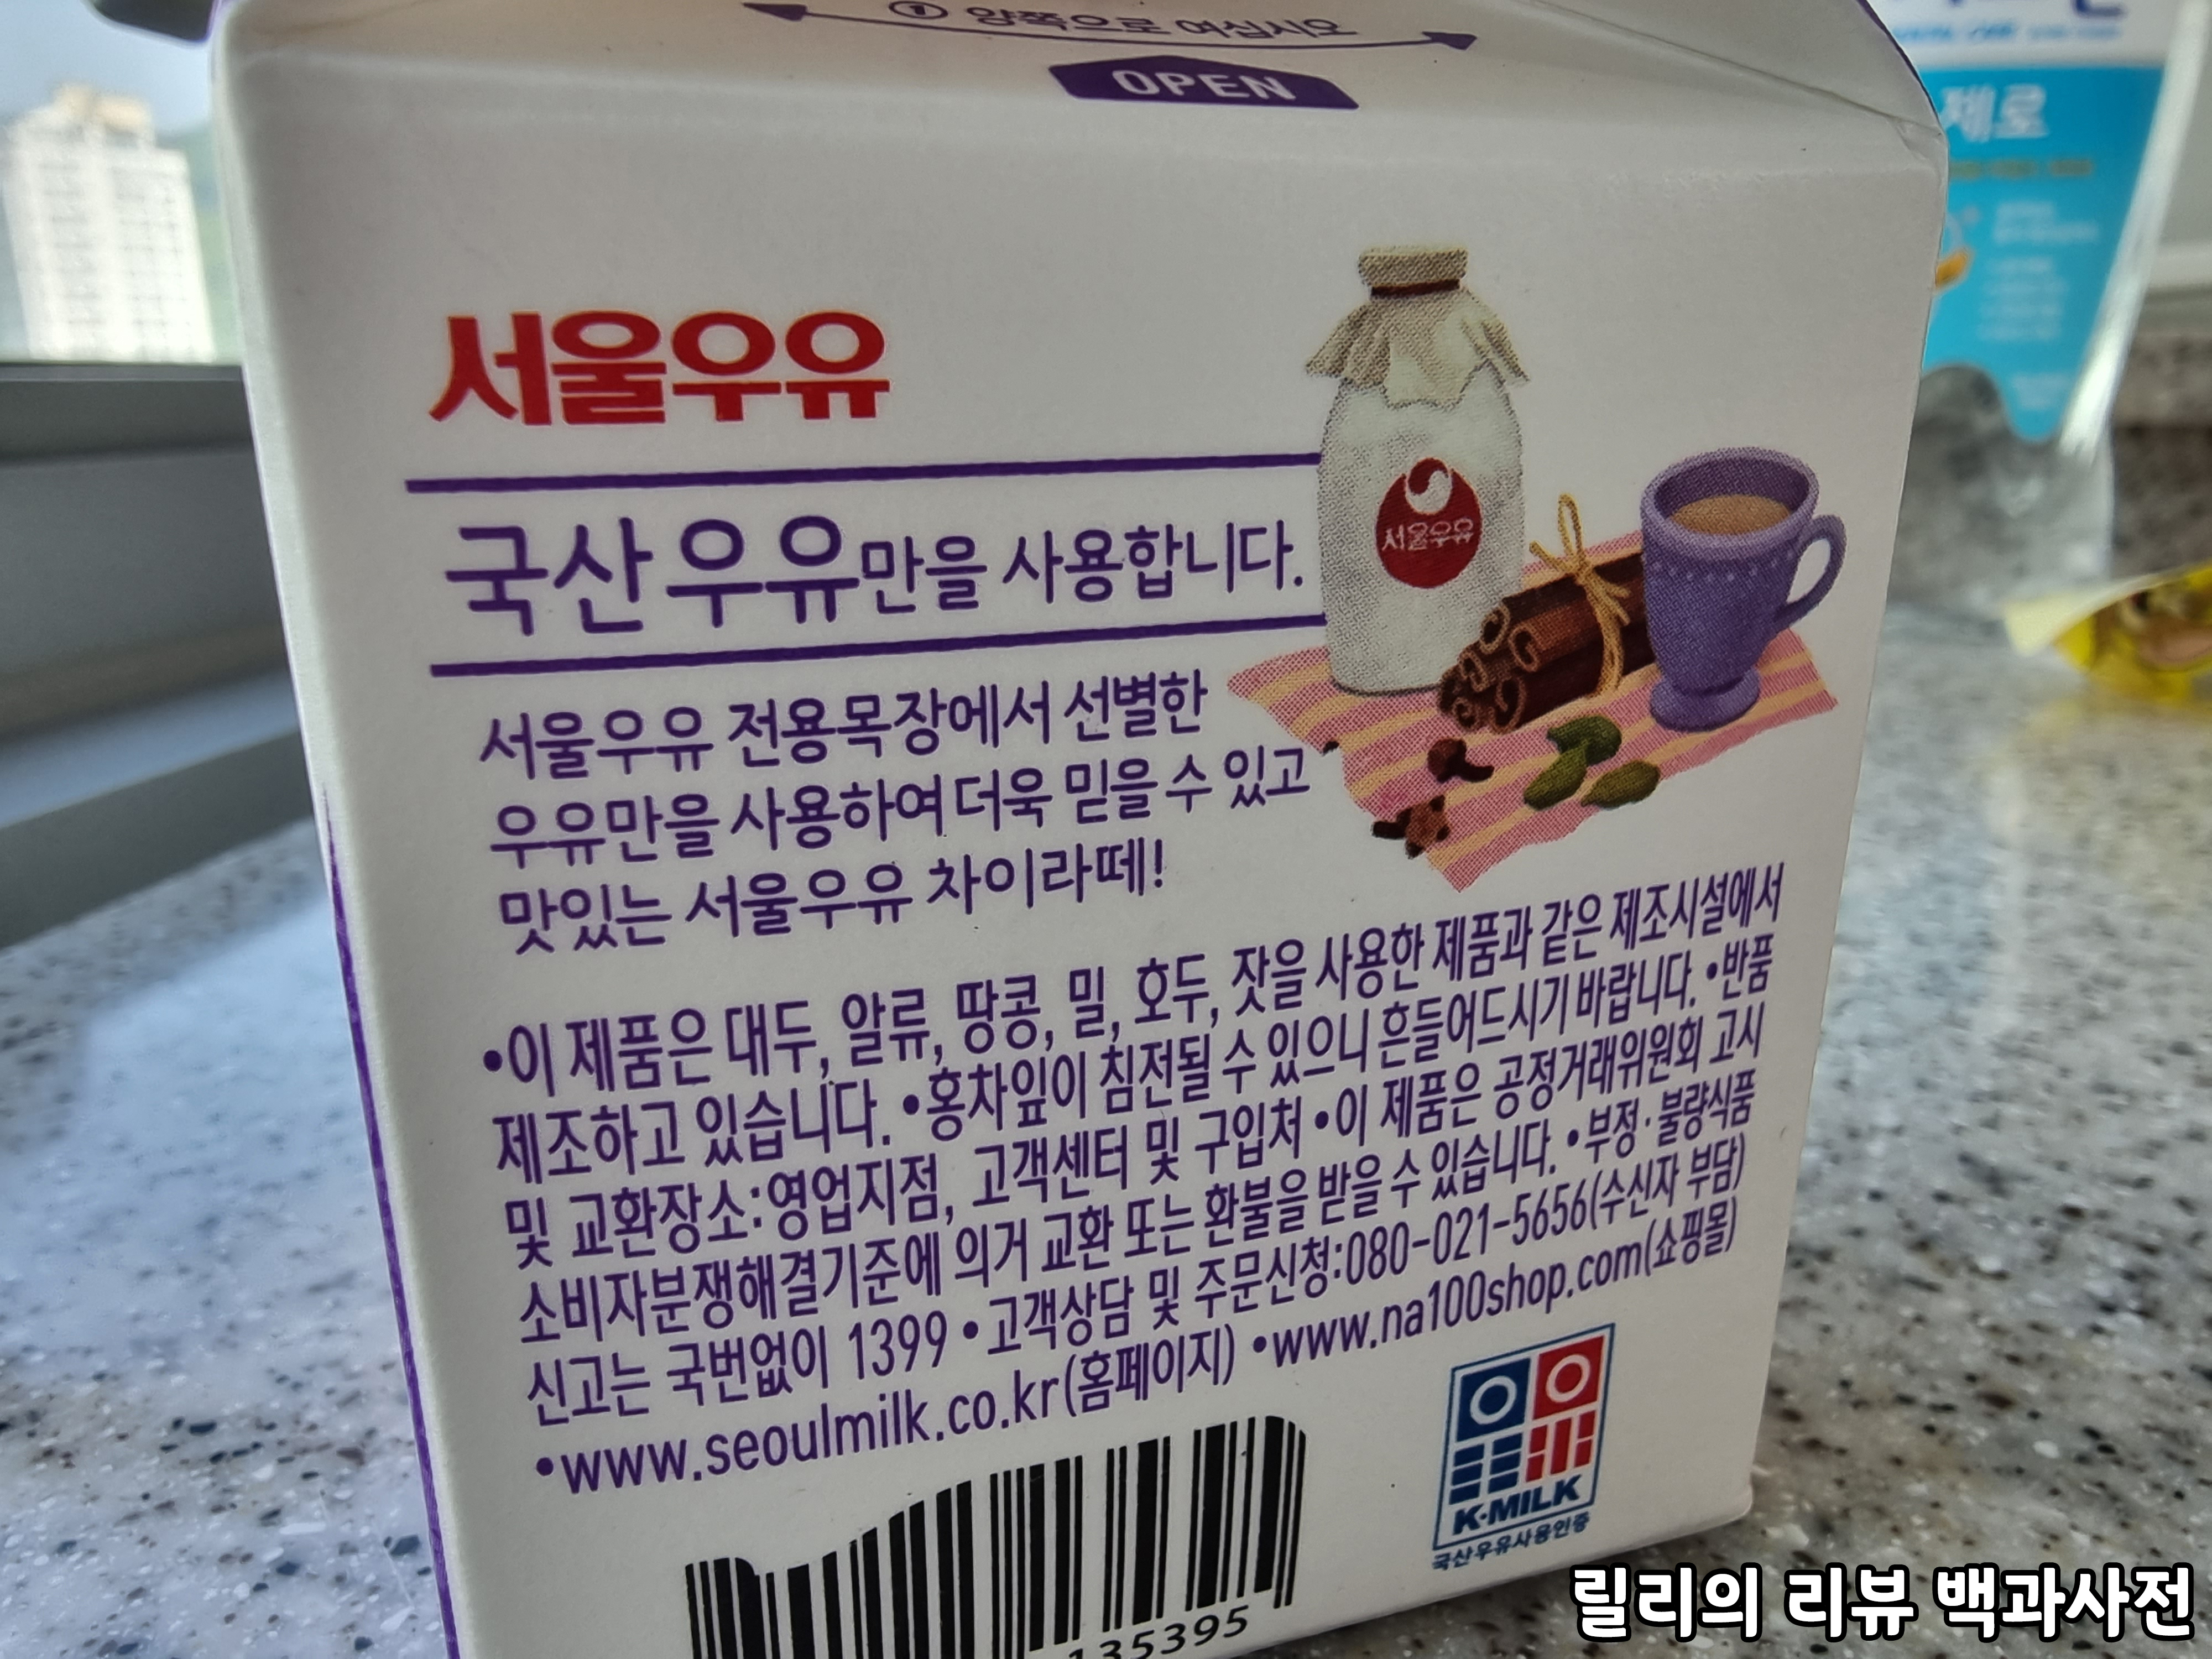 ① 양쪽으로 여십시오
OPEN
제로
서울우유
국산 우유만을 사용합니다.
서울우유
서울우유 전용목장에서 선별한
우유만을 사용하여 더욱 믿을 수 있고
맛있는 서울우유 차이라떼!
•이 제품은 대두, 알류, 땅콩, 밀, 호두, 잣을 사용한 제품과 같은 제조시설에서
제조하고 있습니다. •홍차잎이 침전될 수 있으니 흔들어드시기 바랍니다. •반품
및 교환장소:영업지점, 고객센터 및 구입처 •이 제품은 공정거래위원회 고시
소비자분쟁해결기준에 의거 교환 또는 환불을 받을 수 있습니다. •부정·불량식품
신고는 국번없이 1399 •고객상담 및 주문신청:080-021-5656(수신자 부담)
•www.seoulmilk.co.kr(홈페이지) •www.na100shop.com(쇼핑몰)
K·MILK
국산우유사용인증
135395
릴리의 리뷰 백과사전